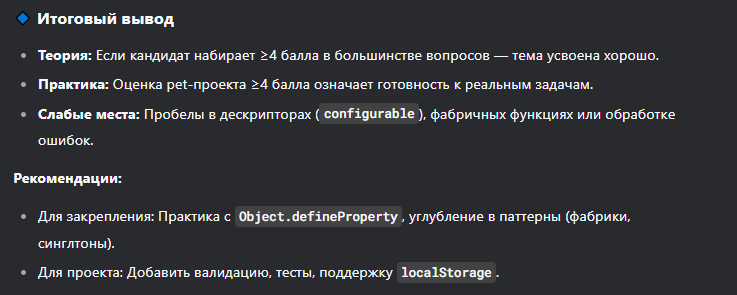 Итоговый вывод
Теория: Если кандидат набирает ≥4 балла в большинстве вопросов — тема усвоена хорошо.
Практика: Оценка pet-проекта ≥4 балла означает готовность к реальным задачам.
Слабые места: Пробелы в дескрипторах (configurable), фабричных функциях или обработке
ошибок.
Рекомендации:
Для закрепления: Практика с Object.defineProperty, углубление в паттерны (фабрики,
синглтоны).
Для проекта: Добавить валидацию, тесты, поддержку localStorage.